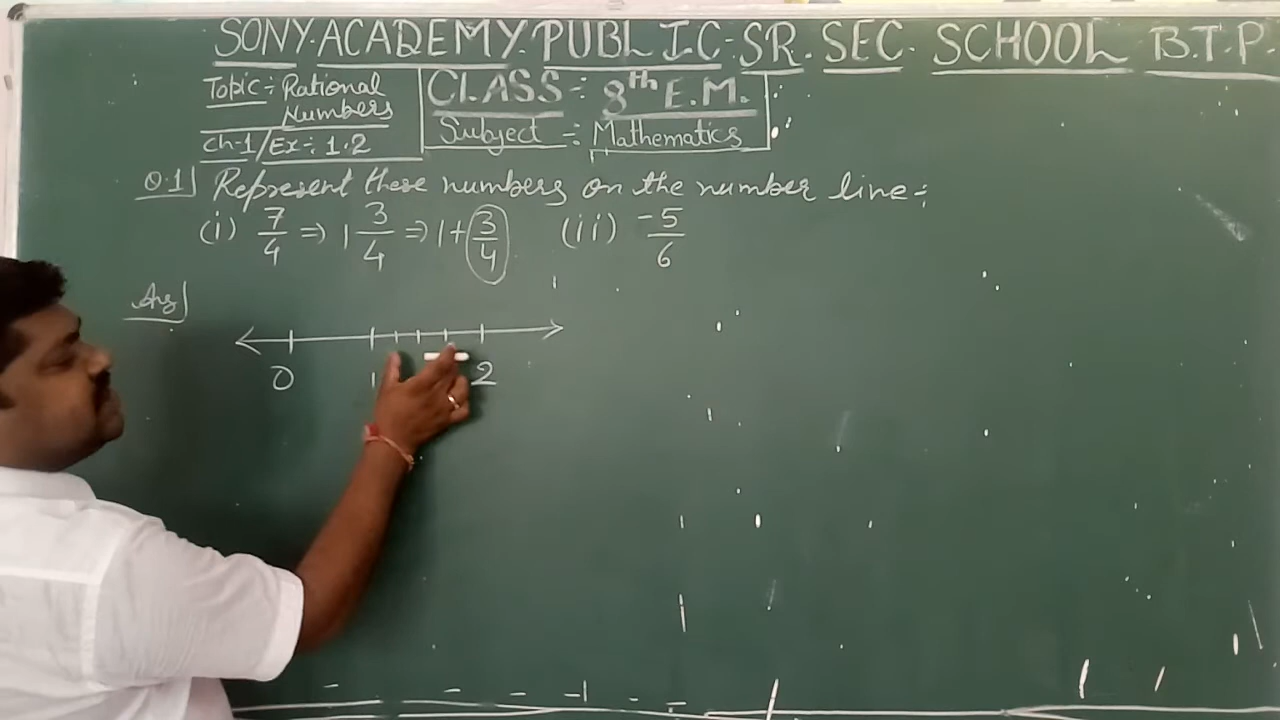 SONY ACADEMY PUBLIC SR. SEC. SCHOOL B.T.P.
Topic :- Rational Numbers
Ch-1/Ex:- 1.2
CLASS :- 8th E.M.
Subject :- Mathematics
Q.1] Represent these numbers on the number line:-
(i) 7/4 ⇒ 1 3/4 ⇒ 1+ 3/4 (ii) -5/6
Ans]
0 1 2